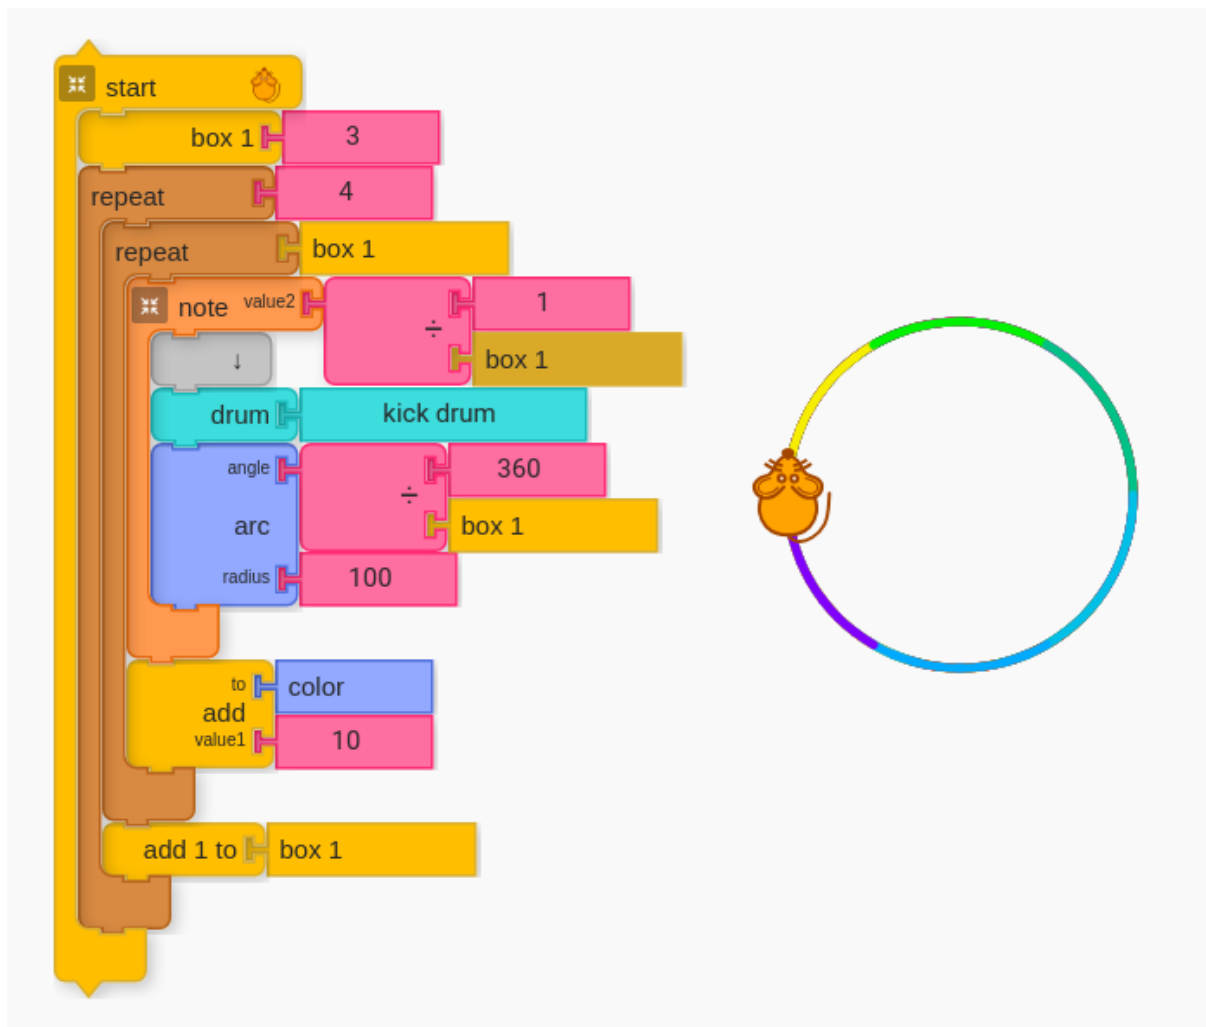 start
box 1 3
repeat 4
repeat box 1
note value2 ÷ 1
box 1
↓
drum kick drum
angle ÷ 360
arc box 1
radius 100
to color
add
value1 10
add 1 to box 1